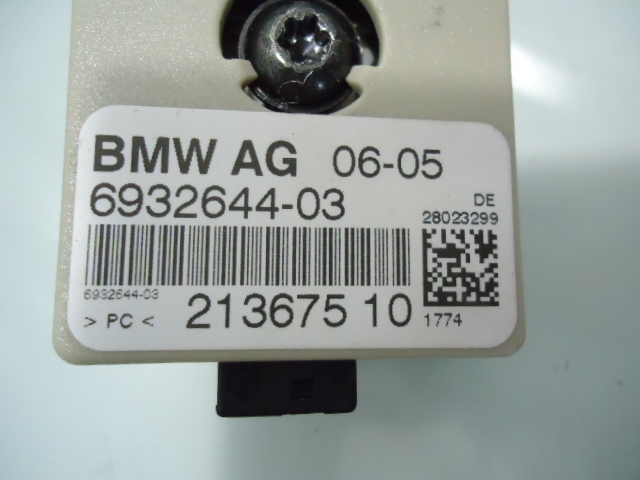 BMW AG 06-05
6932644-03
DE
28023299
6932644-03
> PC < 213675 10
1774